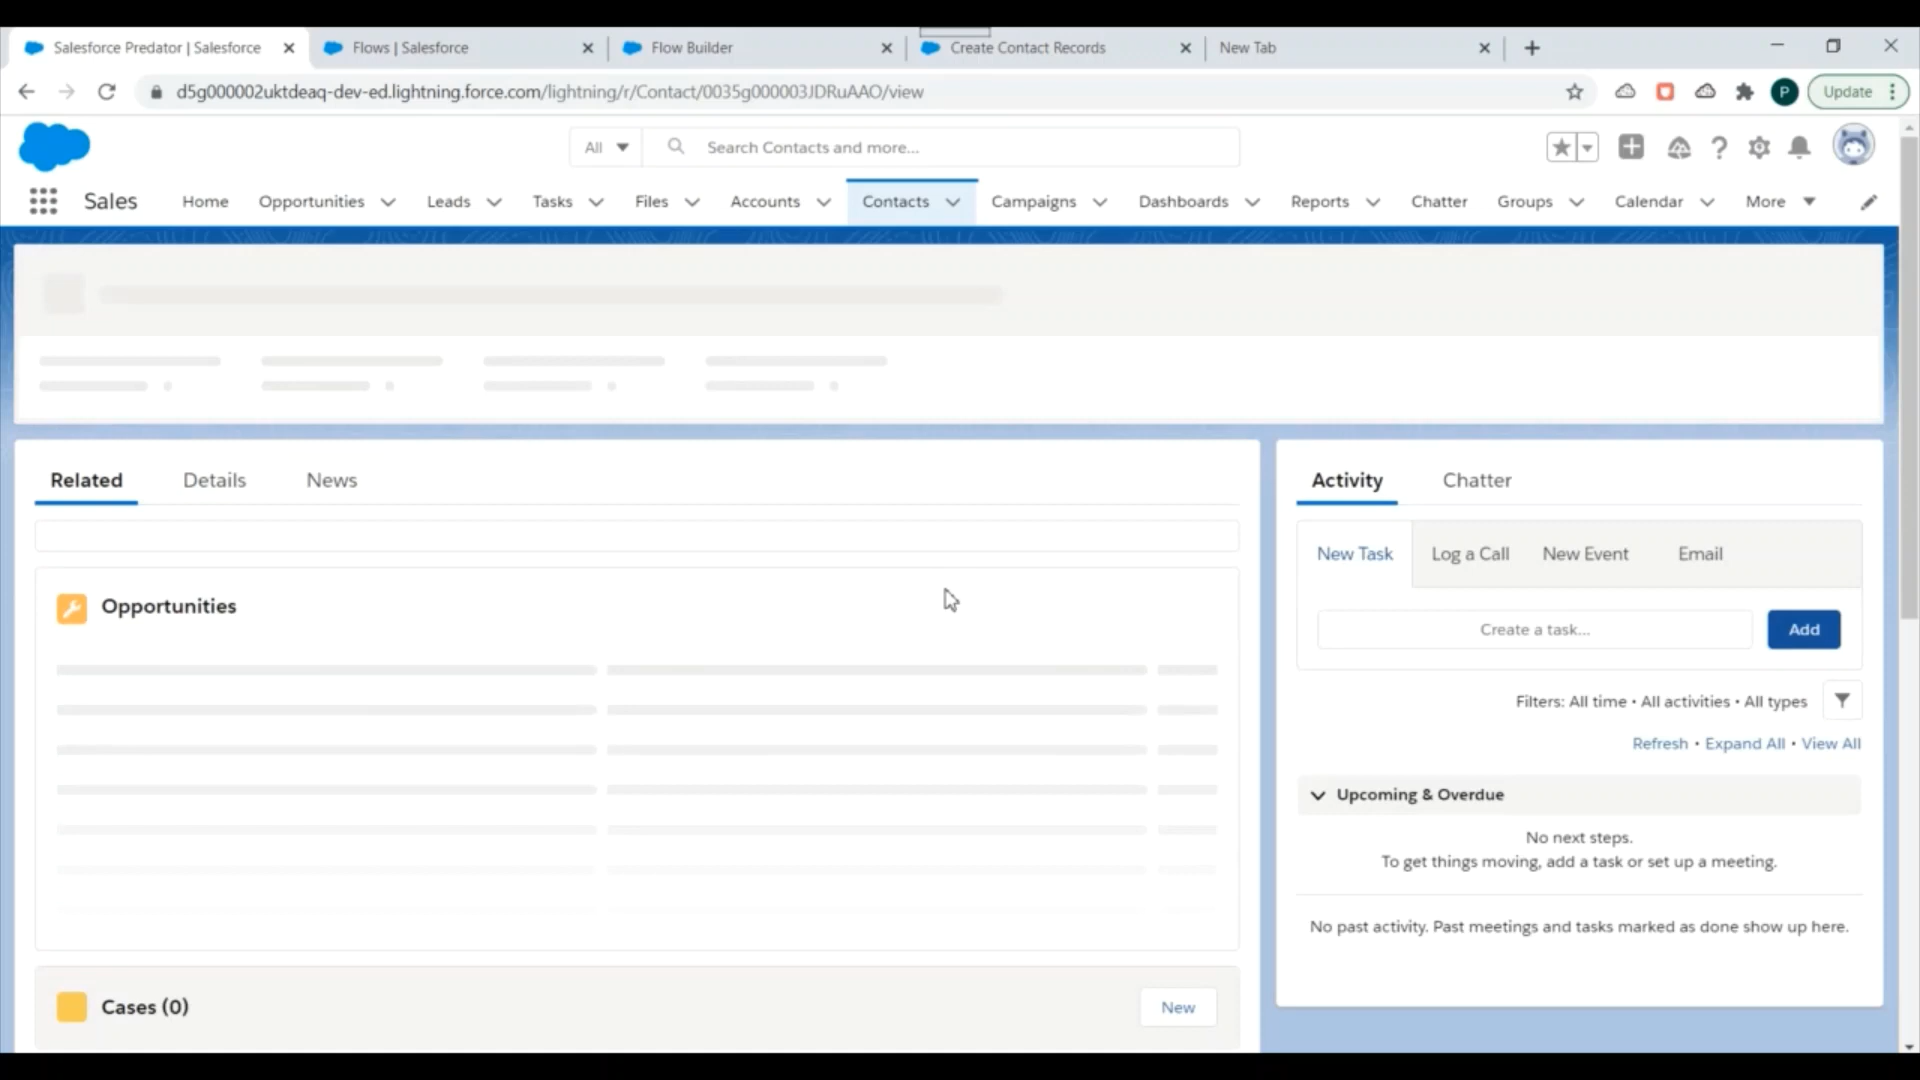 Salesforce Predator | Salesforce
Flows | Salesforce
Flow Builder
Create Contact Records
New Tab
d5g000002uktdeaq-dev-ed.lightning.force.com/lightning/r/Contact/0035g000003JDRuAAO/view
P
Update
All
Search Contacts and more...
Sales
Home
Opportunities
Leads
Tasks
Files
Accounts
Contacts
Campaigns
Dashboards
Reports
Chatter
Groups
Calendar
More
Related
Details
News
Opportunities
Cases (0)
New
Activity
Chatter
New Task
Log a Call
New Event
Email
Create a task...
Add
Filters: All time • All activities • All types
Refresh • Expand All • View All
Upcoming & Overdue
No next steps.
To get things moving, add a task or set up a meeting.
No past activity. Past meetings and tasks marked as done show up here.